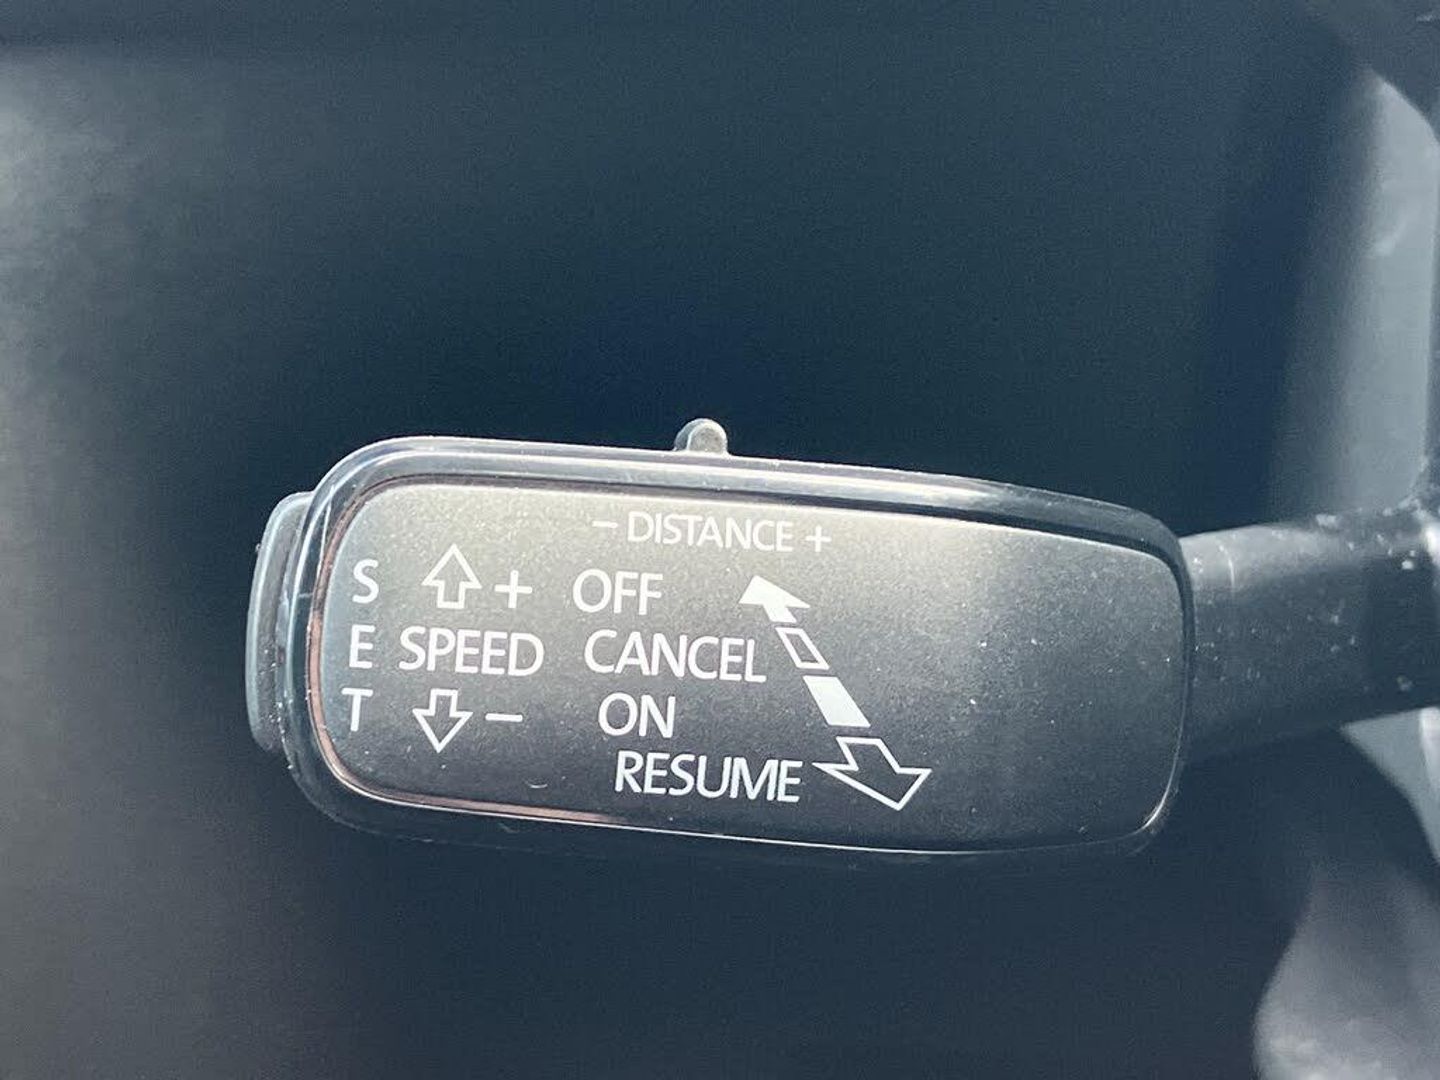 − DISTANCE +
S + OFF
E SPEED CANCEL
T − ON
RESUME